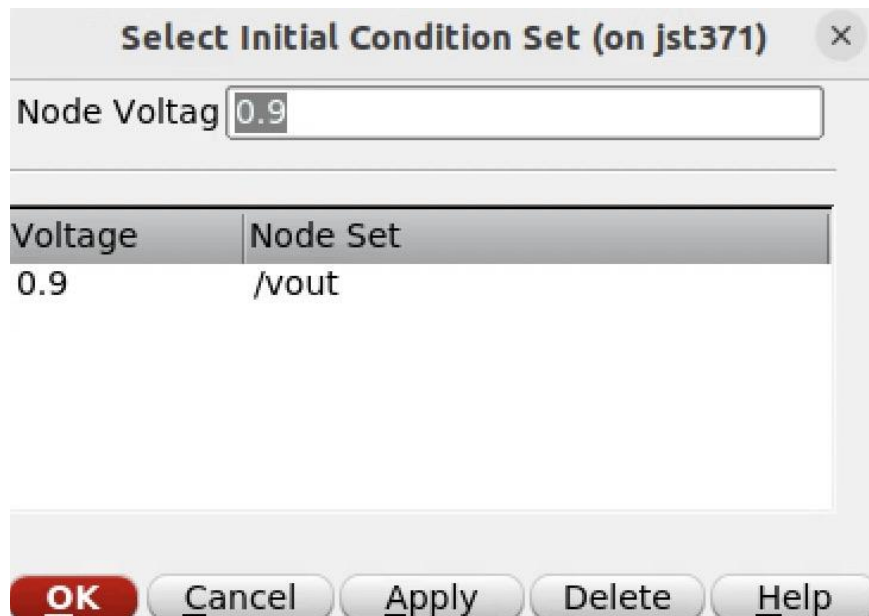 Select Initial Condition Set (on jst371) ×
Node Voltag 0.9
Voltage Node Set
0.9 /vout
OK Cancel Apply Delete Help